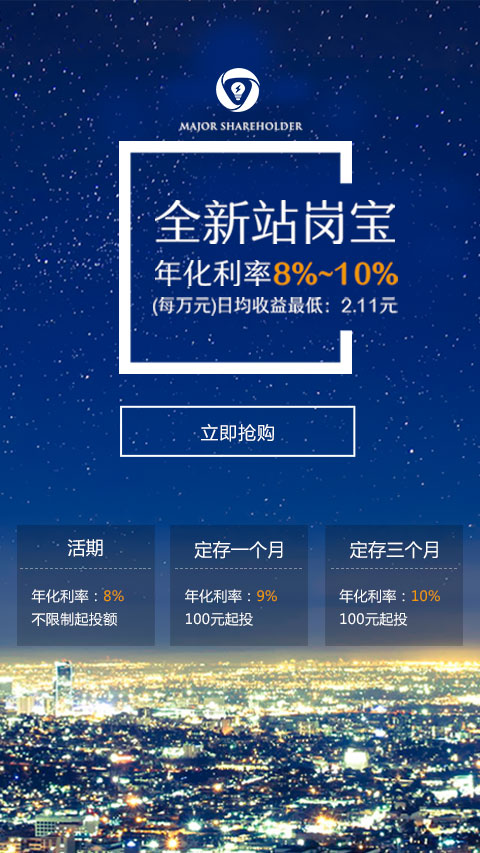 MAJOR SHAREHOLDER
全新站岗宝
年化利率8%~10%
(每万元)日均收益最低：2.11元
立即抢购
活期
年化利率：8%
不限制起投额
定存一个月
年化利率：9%
100元起投
定存三个月
年化利率：10%
100元起投